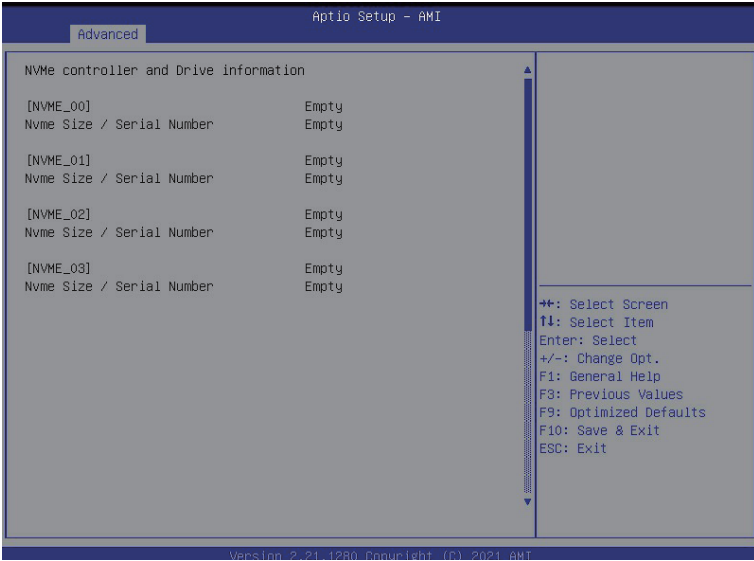 Aptio Setup – AMI
Advanced
NVMe controller and Drive information
[NVME_00] Empty
Nvme Size / Serial Number Empty
[NVME_01] Empty
Nvme Size / Serial Number Empty
[NVME_02] Empty
Nvme Size / Serial Number Empty
[NVME_03] Empty
Nvme Size / Serial Number Empty
→←: Select Screen
↑↓: Select Item
Enter: Select
+/-: Change Opt.
F1: General Help
F3: Previous Values
F9: Optimized Defaults
F10: Save & Exit
ESC: Exit
Version 2.21.1280 Copyright (C) 2021 AMI